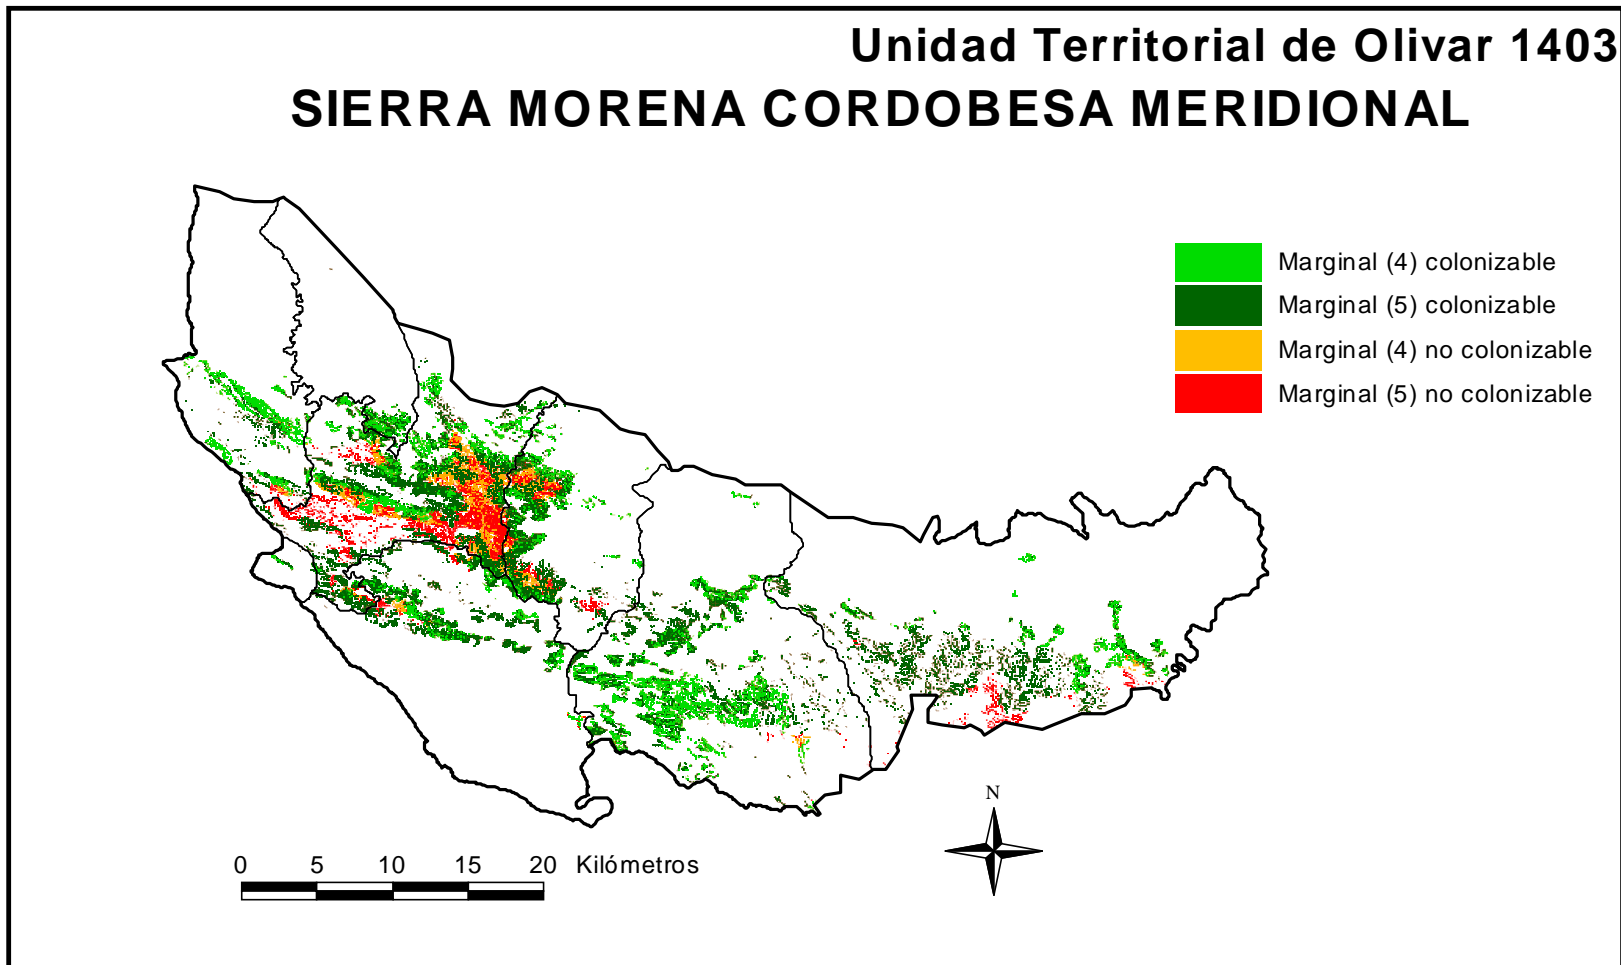 Unidad Territorial de Olivar 1403
SIERRA MORENA CORDOBESA MERIDIONAL
Marginal (4) colonizable
Marginal (5) colonizable
Marginal (4) no colonizable
Marginal (5) no colonizable
N
0 5 10 15 20 Kilómetros